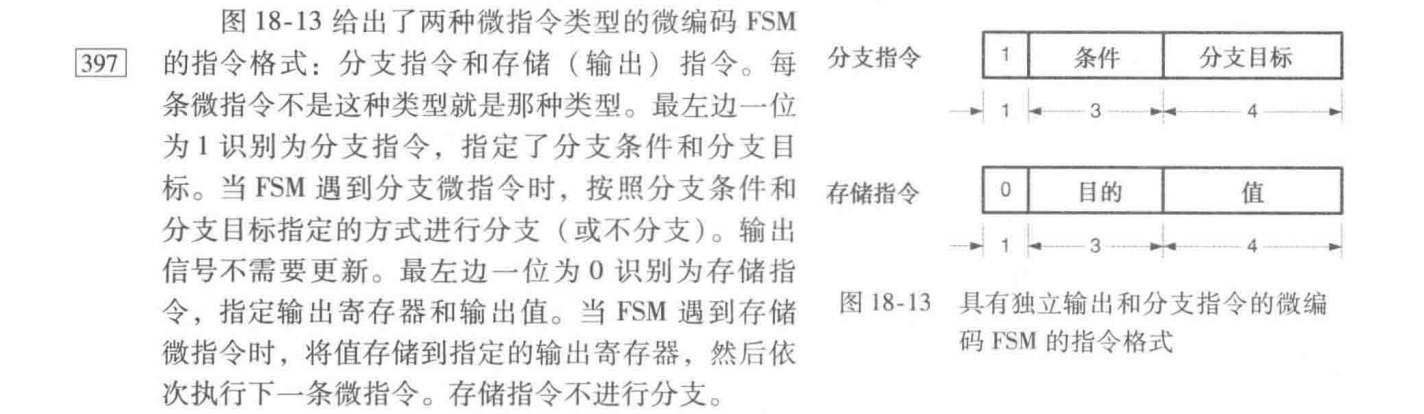 图 18-13 给出了两种微指令类型的微编码 FSM
397
的指令格式：分支指令和存储（输出）指令。每
条微指令不是这种类型就是那种类型。最左边一位
为 1 识别为分支指令，指定了分支条件和分支目
标。当 FSM 遇到分支微指令时，按照分支条件和
分支目标指定的方式进行分支（或不分支）。输出
信号不需要更新。最左边一位为 0 识别为存储指
令，指定输出寄存器和输出值。当 FSM 遇到存储
微指令时，将值存储到指定的输出寄存器，然后依
次执行下一条微指令。存储指令不进行分支。
分支指令 1 条件 分支目标
1 3 4
存储指令 0 目的 值
1 3 4
图 18-13 具有独立输出和分支指令的微编
码 FSM 的指令格式